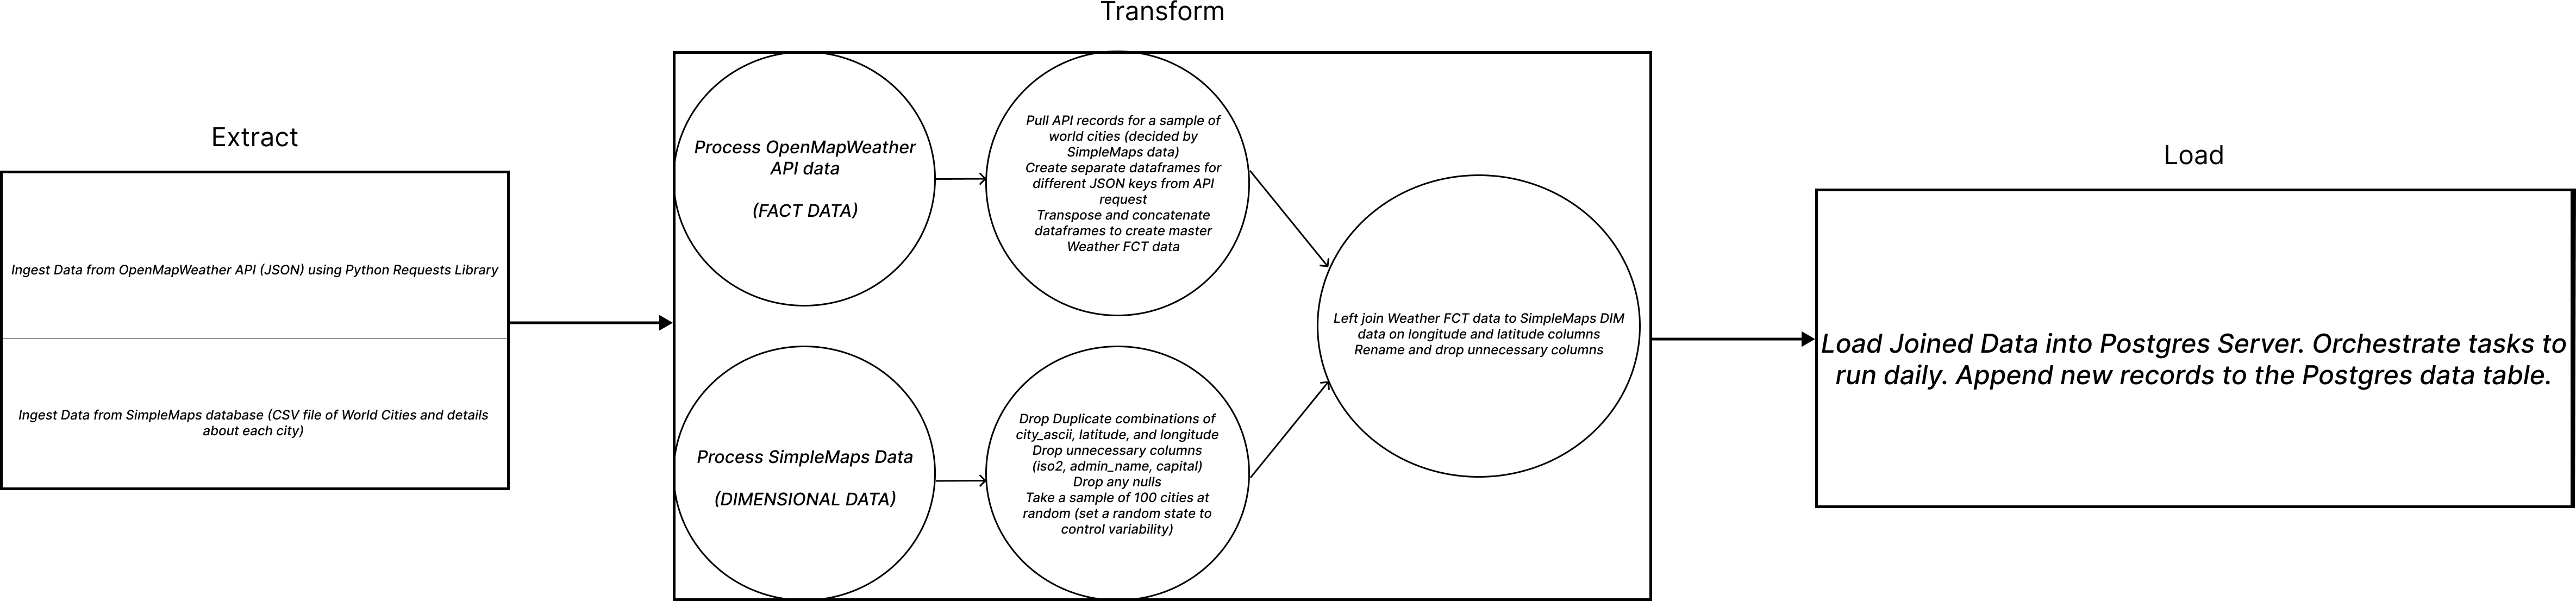 Transform
Extract
Load
Ingest Data from OpenMapWeather API (JSON) using Python Requests Library
Ingest Data from SimpleMaps database (CSV file of World Cities and details
about each city)
Process OpenMapWeather
API data
(FACT DATA)
Pull API records for a sample of
world cities (decided by
SimpleMaps data)
Create separate dataframes for
different JSON keys from API
request
Transpose and concatenate
dataframes to create master
Weather FCT data
Process SimpleMaps Data
(DIMENSIONAL DATA)
Drop Duplicate combinations of
city_ascii, latitude, and longitude
Drop unnecessary columns
(iso2, admin_name, capital)
Drop any nulls
Take a sample of 100 cities at
random (set a random state to
control variability)
Left join Weather FCT data to SimpleMaps DIM
data on longitude and latitude columns
Rename and drop unnecessary columns
Load Joined Data into Postgres Server. Orchestrate tasks to
run daily. Append new records to the Postgres data table.